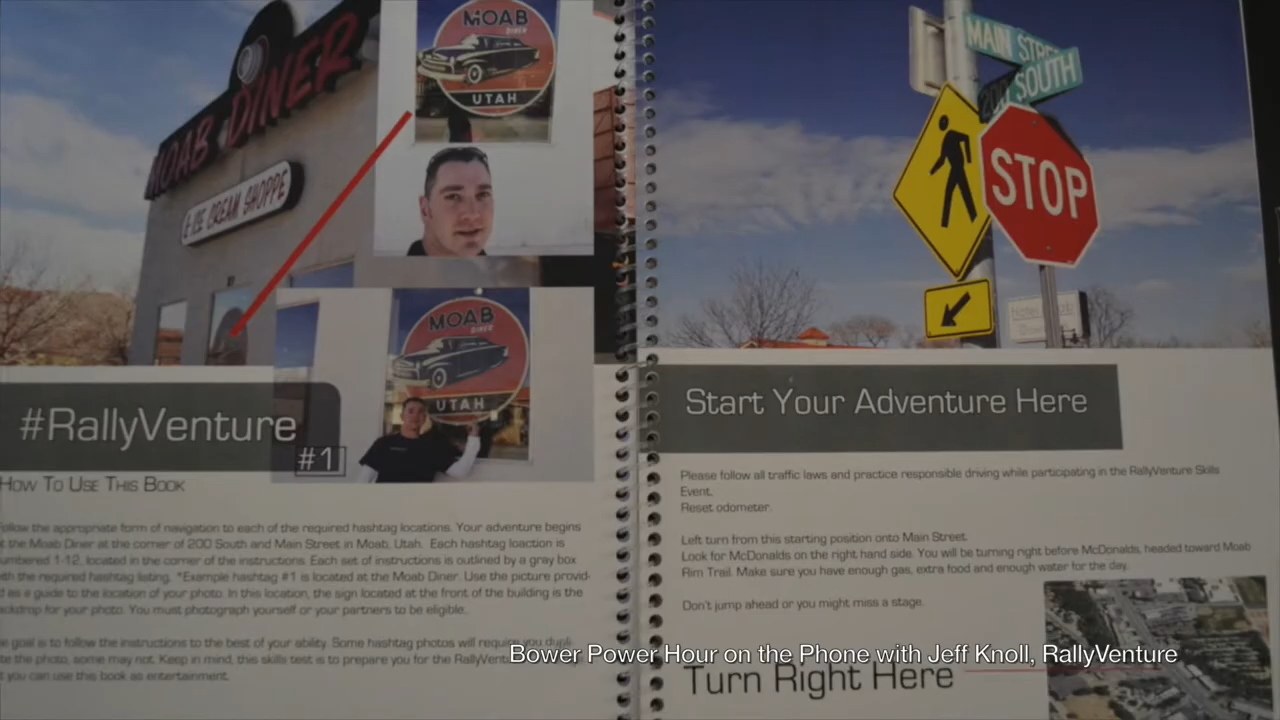 MOAB DINER
& ICE CREAM SHOPPE
MOAB
DINER
UTAH
MOAB
DINER
UTAH
#RallyVenture
#1
HOW TO USE THIS BOOK
Follow the appropriate form of navigation to each of the required hashtag locations. Your adventure begins
at the Moab Diner at the corner of 200 South and Main Street in Moab, Utah. Each hashtag loaction is
numbered 1-12, located in the corner of the instructions. Each set of instructions is outlined by a gray box
with the required hashtag listing. *Example hashtag #1 is located at the Moab Diner. Use the picture provid-
ed as a guide to the location of your photo. In this location, the sign located at the front of the building is the
backdrop for your photo. You must photograph yourself or your partners to be eligible.
goal is to follow the instructions to the best of your ability. Some hashtag photos will require you dupli-
the photo, some may not. Keep in mind, this skills test is to prepare you for the
you can use this book as entertainment.
MAIN STREET
200 SOUTH
STOP
Hotel
Start Your Adventure Here
Please follow all traffic laws and practice responsible driving while participating in the RallyVenture Skills
Event.
Reset odometer.
Left turn from this starting position onto Main Street.
Look for McDonalds on the right hand side. You will be turning right before McDonalds, headed toward Moab
Rim Trail. Make sure you have enough gas, extra food and enough water for the day.
Don't jump ahead or you might miss a stage.
Turn Right Here
Bower Power Hour on the Phone with Jeff Knoll, RallyVenture